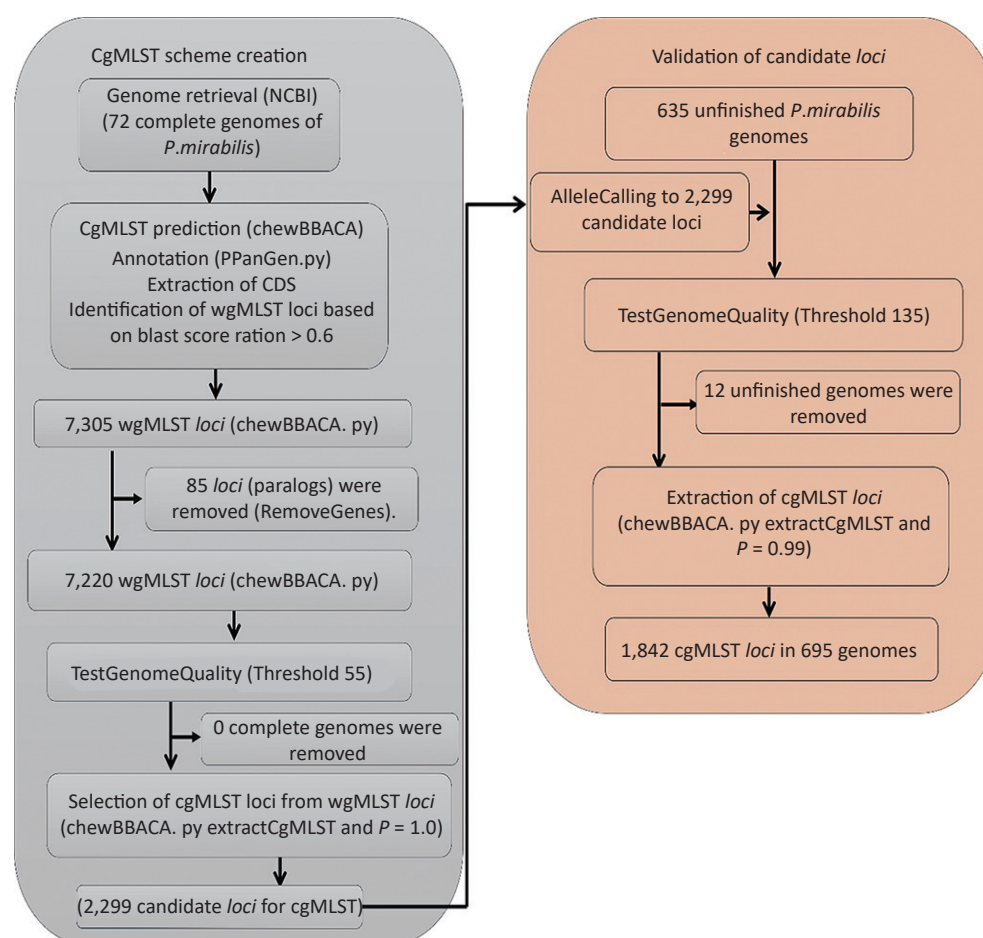 CgMLST scheme creation
Genome retrieval (NCBI)
(72 complete genomes of
P.mirabilis)
CgMLST prediction (chewBBACA)
Annotation (PPanGen.py)
Extraction of CDS
Identification of wgMLST loci based
on blast score ration > 0.6
7,305 wgMLST loci (chewBBACA. py)
85 loci (paralogs) were
removed (RemoveGenes).
7,220 wgMLST loci (chewBBACA. py)
TestGenomeQuality (Threshold 55)
0 complete genomes were
removed
Selection of cgMLST loci from wgMLST loci
(chewBBACA. py extractCgMLST and P = 1.0)
(2,299 candidate loci for cgMLST)
Validation of candidate loci
635 unfinished P.mirabilis
genomes
AlleleCalling to 2,299
candidate loci
TestGenomeQuality (Threshold 135)
12 unfinished genomes were
removed
Extraction of cgMLST loci
(chewBBACA. py extractCgMLST and
P = 0.99)
1,842 cgMLST loci in 695 genomes